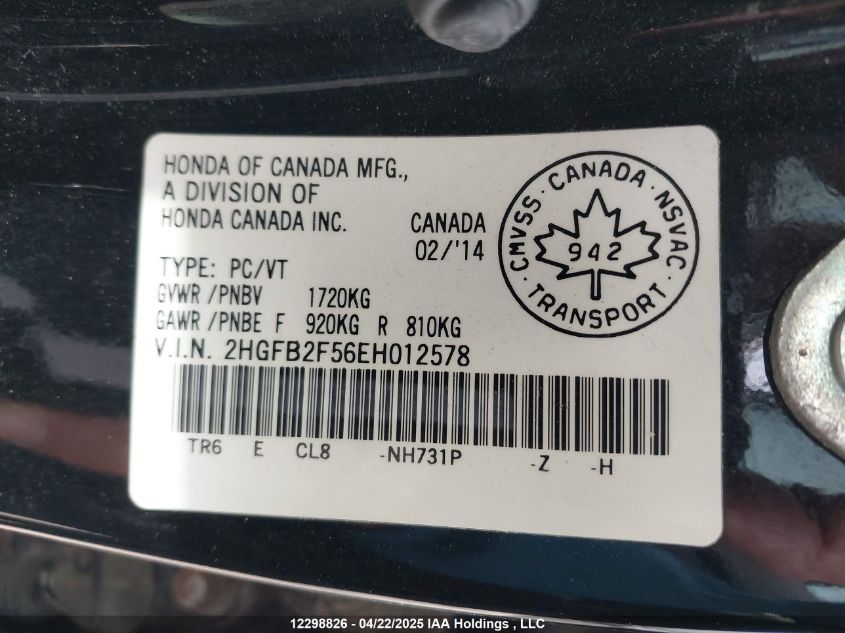 HONDA OF CANADA MFG.,
A DIVISION OF
HONDA CANADA INC.
CANADA
02/'14
TYPE: PC/VT
GVWR /PNBV 1720KG
GAWR /PNBE F 920KG R 810KG
V.I.N. 2HGFB2F56EH012578
TR6 E CL8 -NH731P -Z -H
CMVSS · CANADA · NSVAC
942
· TRANSPORT ·
12298826 - 04/22/2025 IAA Holdings , LLC